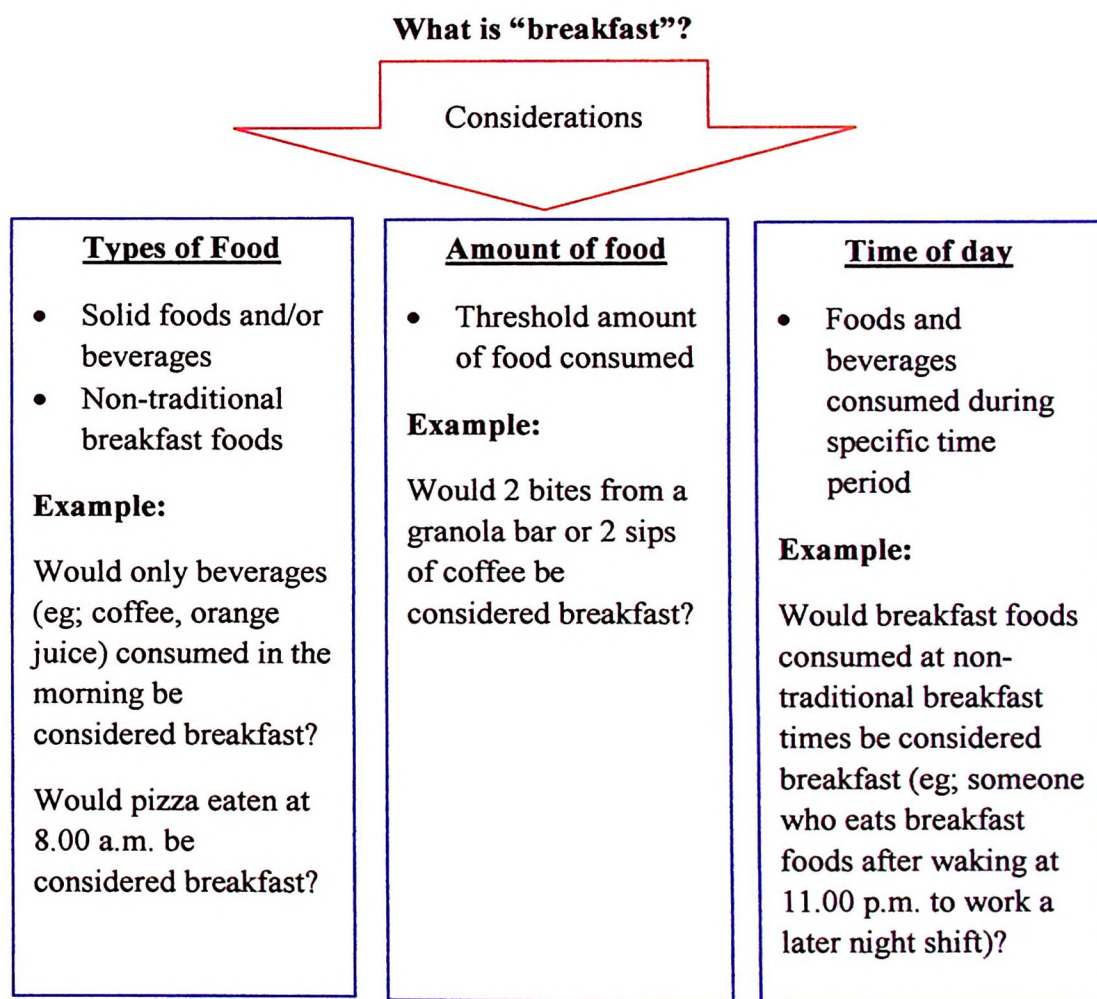 What is “breakfast”?
Considerations
Types of Food
• Solid foods and/or
beverages
• Non-traditional
breakfast foods
Example:
Would only beverages
(eg; coffee, orange
juice) consumed in the
morning be
considered breakfast?
Would pizza eaten at
8.00 a.m. be
considered breakfast?
Amount of food
• Threshold amount
of food consumed
Example:
Would 2 bites from a
granola bar or 2 sips
of coffee be
considered breakfast?
Time of day
• Foods and
beverages
consumed during
specific time
period
Example:
Would breakfast foods
consumed at non-
traditional breakfast
times be considered
breakfast (eg; someone
who eats breakfast
foods after waking at
11.00 p.m. to work a
later night shift)?